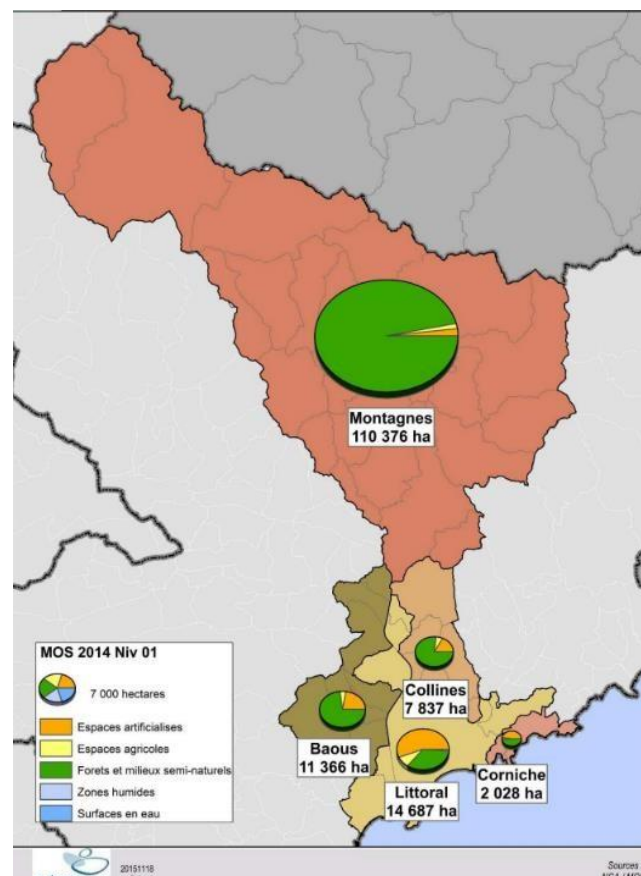 Montagnes
110 376 ha
MOS 2014 Niv 01
7 000 hectares
Espaces artificialises
Espaces agricoles
Forets et milieux semi-naturels
Zones humides
Surfaces en eau
Collines
7 837 ha
Baous
11 366 ha
Littoral
14 687 ha
Corniche
2 028 ha
20151118
Sources